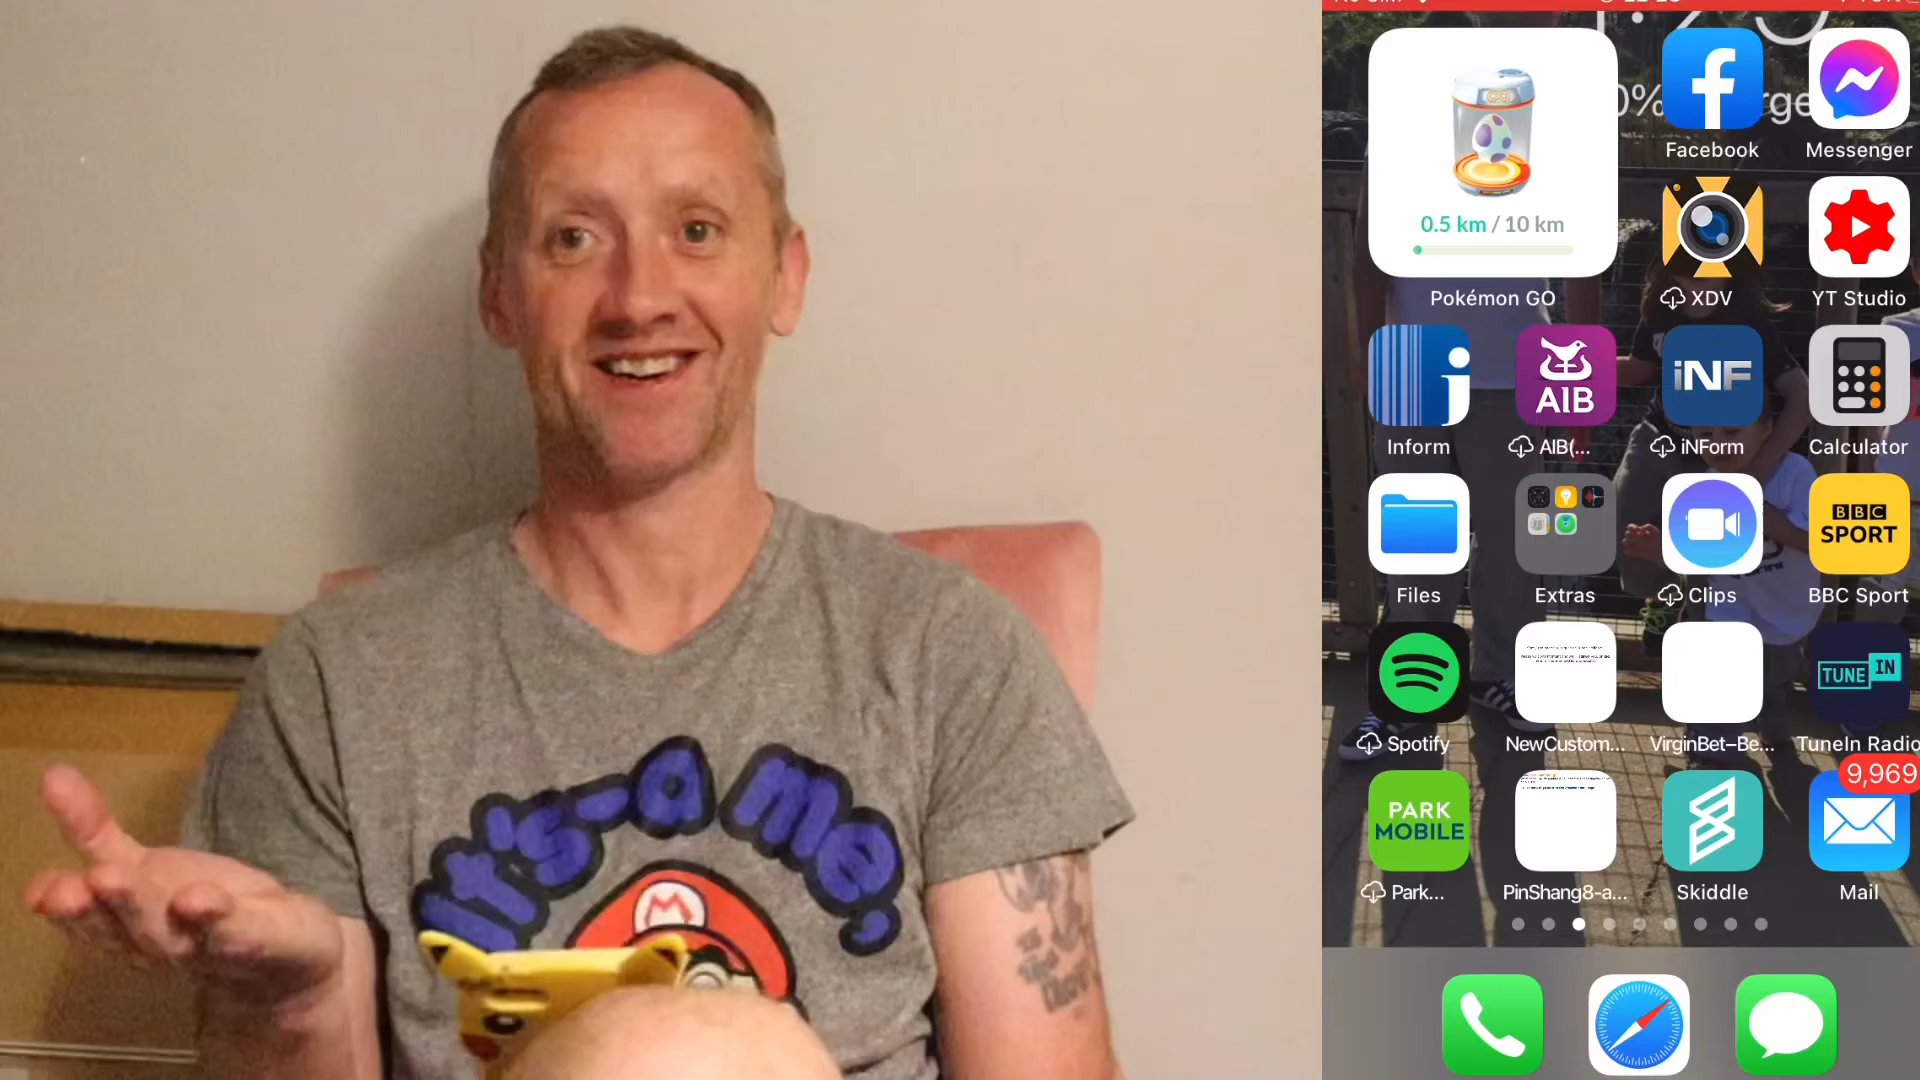 It's-a me,
M
0.5 km / 10 km
Pokémon GO
Facebook
Messenger
XDV
YT Studio
AIB
iNF
Inform
AIB(...
iNForm
Calculator
BBC
SPORT
Files
Extras
Clips
BBC Sport
TUNE IN
Spotify
NewCustom...
VirginBet-Be...
TuneIn Radio
9,969
PARK
MOBILE
Park...
PinShang8-a...
Skiddle
Mail